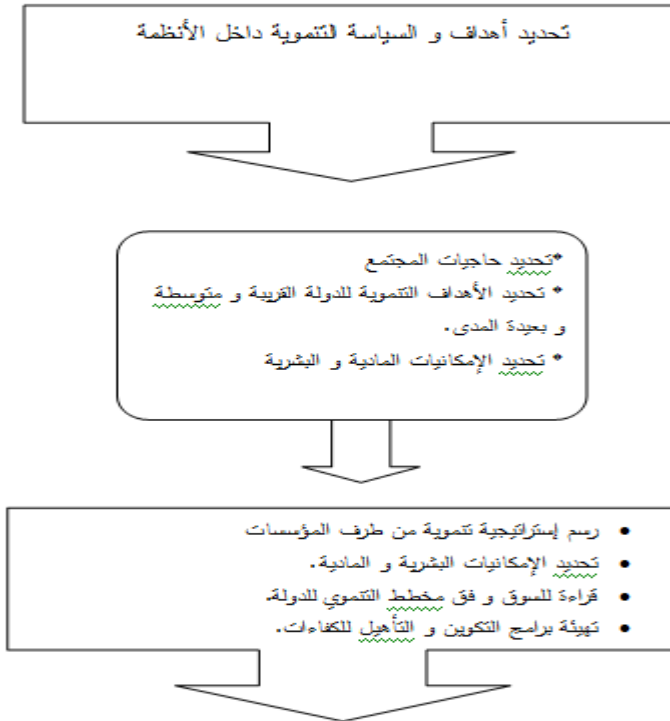 تحديد أهداف و السياسة التنموية داخل الأنظمة
*تحديد حاجيات المجتمع
* تحديد الأهداف التنموية للدولة القريبة و متوسطة
و بعيدة المدى.
* تحديد الإمكانيات المادية و البشرية
• رسم إستراتيجية تنموية من طرف المؤسسات
• تحديد الإمكانيات البشرية و المادية.
• قراءة للسوق و فق مخطط التنموي للدولة.
• تهيئة برامج التكوين و التأهيل للكفاءات.